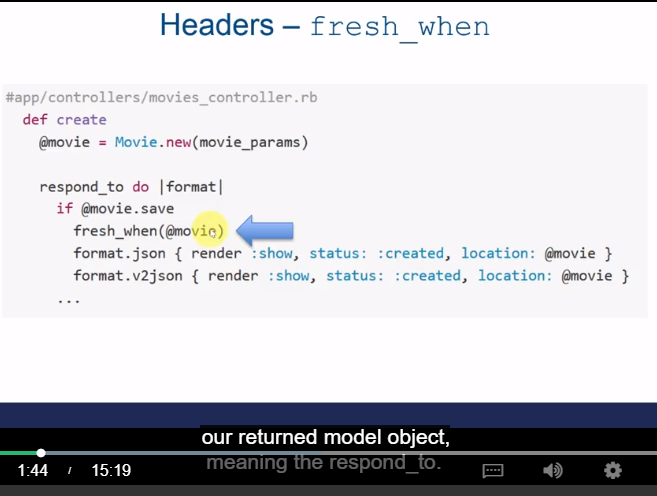 Headers – fresh_when
#app/controllers/movies_controller.rb
def create
@movie = Movie.new(movie_params)
respond_to do |format|
if @movie.save
fresh_when(@movie)
format.json { render :show, status: :created, location: @movie }
format.v2json { render :show, status: :created, location: @movie }
...
our returned model object,
meaning the respond_to.
1:44 / 15:19